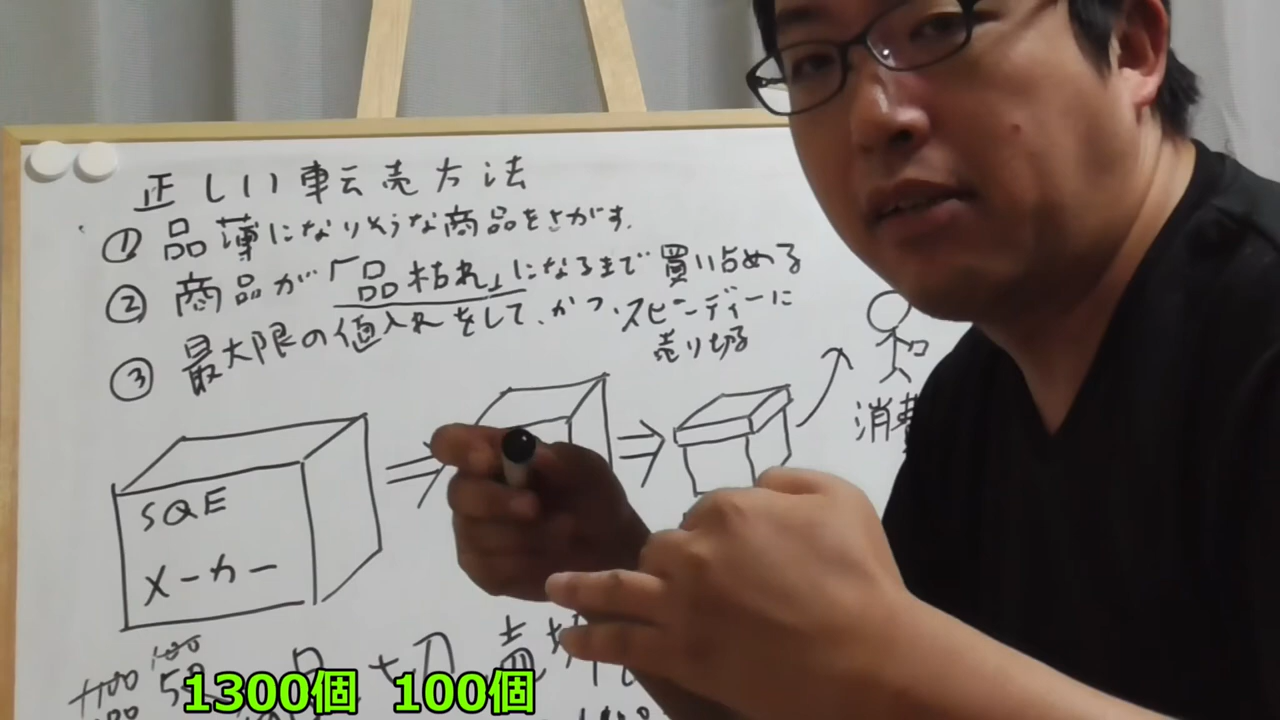 正しい転売方法
① 品薄になりそうな商品をさがす.
② 商品が「品枯れ」になるまで買い占める
③ 最大限の値入れをして、かつ、スピーディーに
売り切る
消費
SQE
メーカー
100
1300個 100個